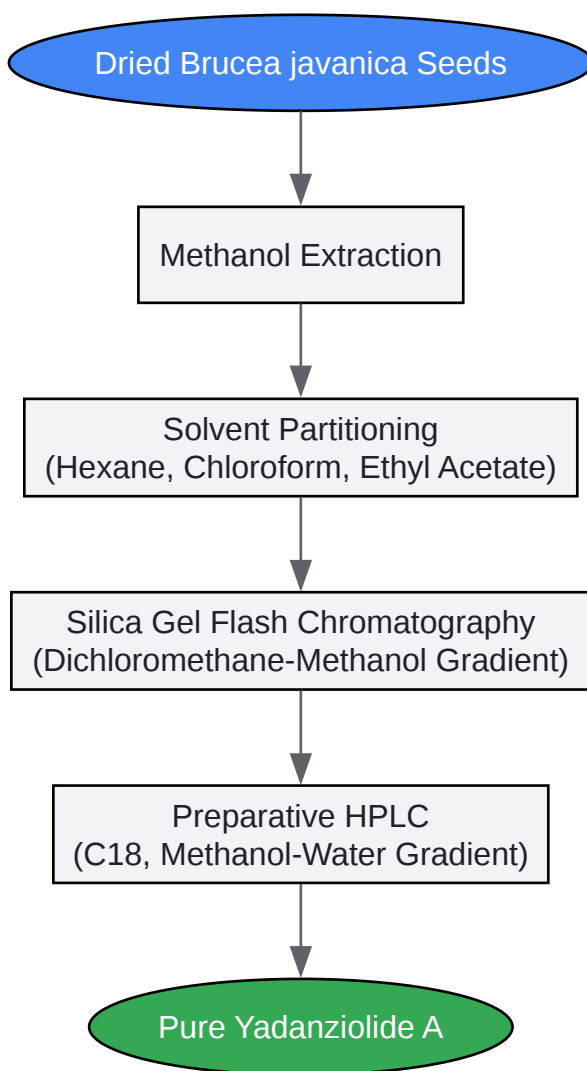 Dried Brucea javanica Seeds
Methanol Extraction
Solvent Partitioning
(Hexane, Chloroform, Ethyl Acetate)
Silica Gel Flash Chromatography
(Dichloromethane-Methanol Gradient)
Preparative HPLC
(C18, Methanol-Water Gradient)
Pure Yadanziolide A